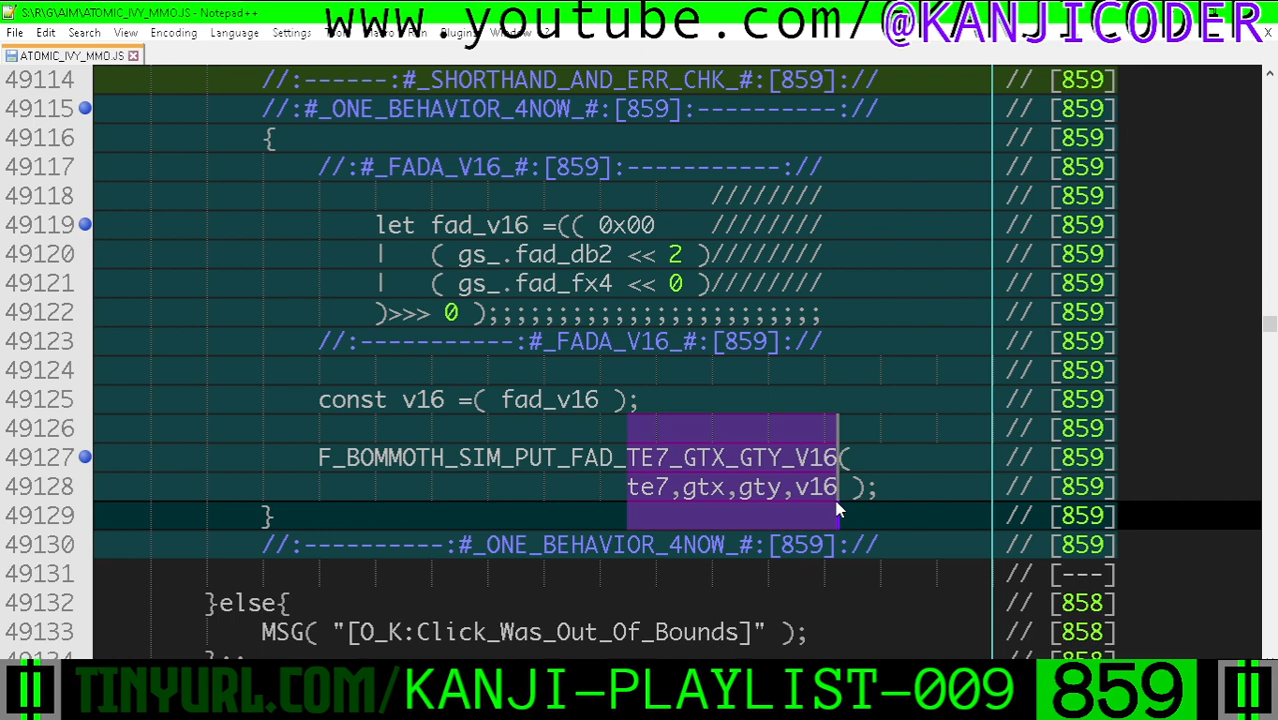 S:\R\G\AIM\ATOMIC_IVY_MMO.JS - Notepad++
www.youtube.com/@KANJICODER
File Edit Search View Encoding Language Settings Run Plugins Window
ATOMIC_IVY_MMO.JS
49114 //:------:#_SHORTHAND_AND_ERR_CHK_#:[859]:// // [859]
49115 //:#_ONE_BEHAVIOR_4NOW_#:[859]:----------:// // [859]
49116 { // [859]
49117 //:#_FADA_V16_#:[859]:-----------:// // [859]
49118 //////// // [859]
49119 let fad_v16 =(( 0x00 //////// // [859]
49120 | ( gs_.fad_db2 << 2 )//////// // [859]
49121 | ( gs_.fad_fx4 << 0 )//////// // [859]
49122 )>>> 0 );;;;;;;;;;;;;;;;;;;;;;;; // [859]
49123 //:-----------:#_FADA_V16_#:[859]:// // [859]
49124 // [859]
49125 const v16 =( fad_v16 ); // [859]
49126 // [859]
49127 F_BOMMOTH_SIM_PUT_FAD_TE7_GTX_GTY_V16( // [859]
49128 te7,gtx,gty,v16 ); // [859]
49129 } // [859]
49130 //:----------:#_ONE_BEHAVIOR_4NOW_#:[859]:// // [859]
49131 // [---]
49132 }else{ // [858]
49133 MSG( "[O_K:Click_Was_Out_Of_Bounds]" ); // [858]
TINYURL.COM/KANJI-PLAYLIST-009 859